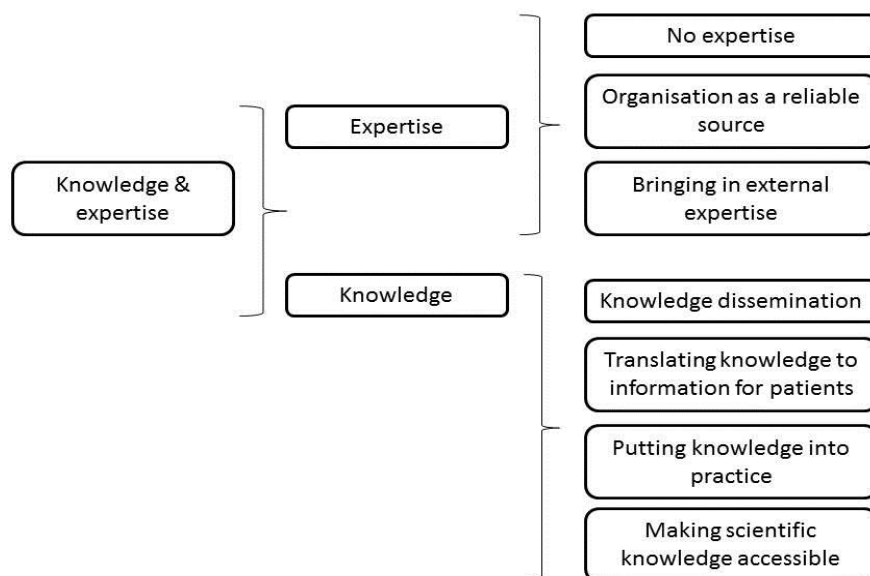 No expertise
Organisation as a reliable
source
Expertise
Knowledge &
expertise
Bringing in external
expertise
Knowledge
Knowledge dissemination
Translating knowledge to
information for patients
Putting knowledge into
practice
Making scientific
knowledge accessible